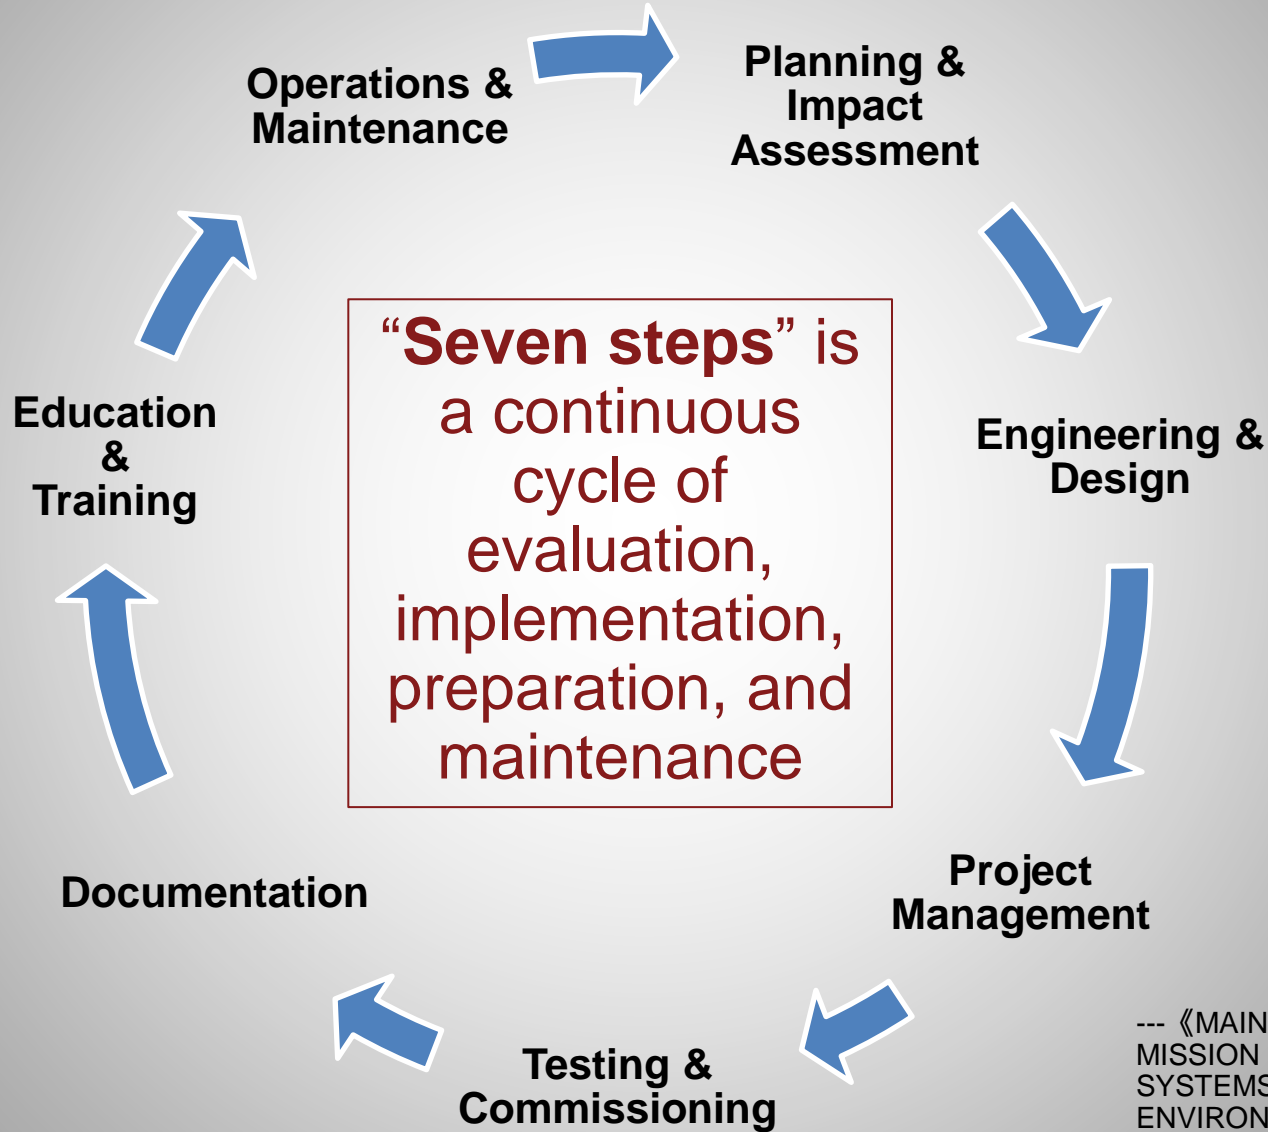 Operations &
Maintenance
Planning &
Impact
Assessment
"Seven steps" is
a continuous
cycle of
evaluation,
implementation,
preparation, and
maintenance
Education
&
Training
Engineering &
Design
Documentation
Project
Management
Testing &
Commissioning
--- 《MAIN
MISSION
SYSTEMS
ENVIRON